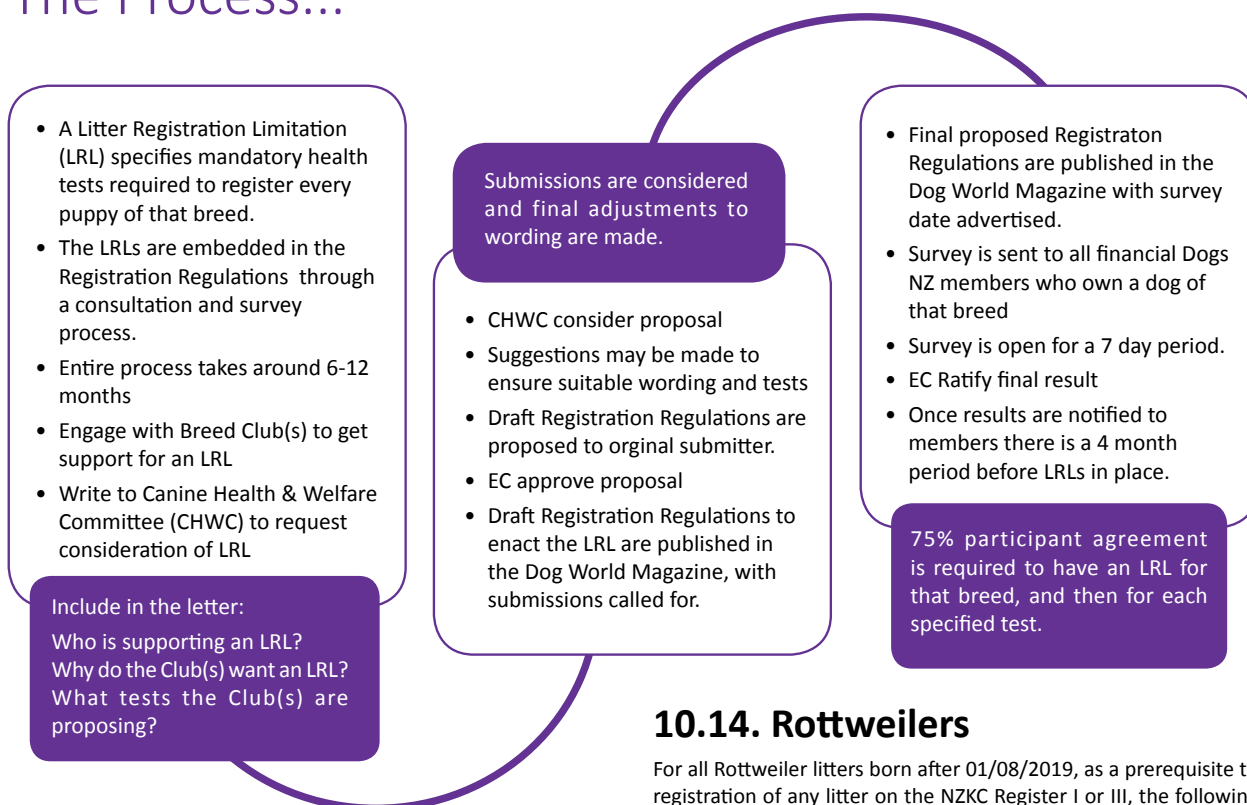 The Process...
• A Litter Registration Limitation
(LRL) specifies mandatory health
tests required to register every
puppy of that breed.
• The LRLs are embedded in the
Registration Regulations through
a consultation and survey
process.
• Entire process takes around 6-12
months
• Engage with Breed Club(s) to get
support for an LRL
• Write to Canine Health & Welfare
Committee (CHWC) to request
consideration of LRL
Include in the letter:
Who is supporting an LRL?
Why do the Club(s) want an LRL?
What tests the Club(s) are
proposing?
Submissions are considered
and final adjustments to
wording are made.
• CHWC consider proposal
• Suggestions may be made to
ensure suitable wording and tests
• Draft Registration Regulations are
proposed to orginal submitter.
• EC approve proposal
• Draft Registration Regulations to
enact the LRL are published in
the Dog World Magazine, with
submissions called for.
• Final proposed Registraton
Regulations are published in the
Dog World Magazine with survey
date advertised.
• Survey is sent to all financial Dogs
NZ members who own a dog of
that breed
• Survey is open for a 7 day period.
• EC Ratify final result
• Once results are notified to
members there is a 4 month
period before LRLs in place.
75% participant agreement
is required to have an LRL for
that breed, and then for each
specified test.
10.14. Rottweilers
For all Rottweiler litters born after 01/08/2019, as a prerequisite
registration of any litter on the NZKC Register I or III, the